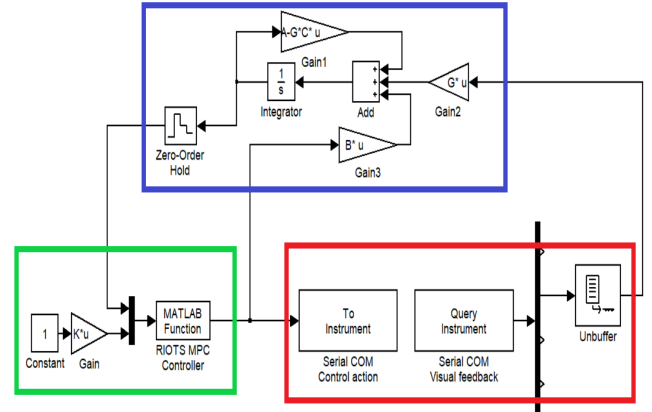 A-G*C* u
Gain1
1
s
Integrator
+
+
+
Add
G* u
Gain2
Zero-Order
Hold
B* u
Gain3
1
Constant
K*u
Gain
MATLAB
Function
RIOTS MPC
Controller
To
Instrument
Serial COM
Control action
Query
Instrument
Serial COM
Visual feedback
Unbuffer